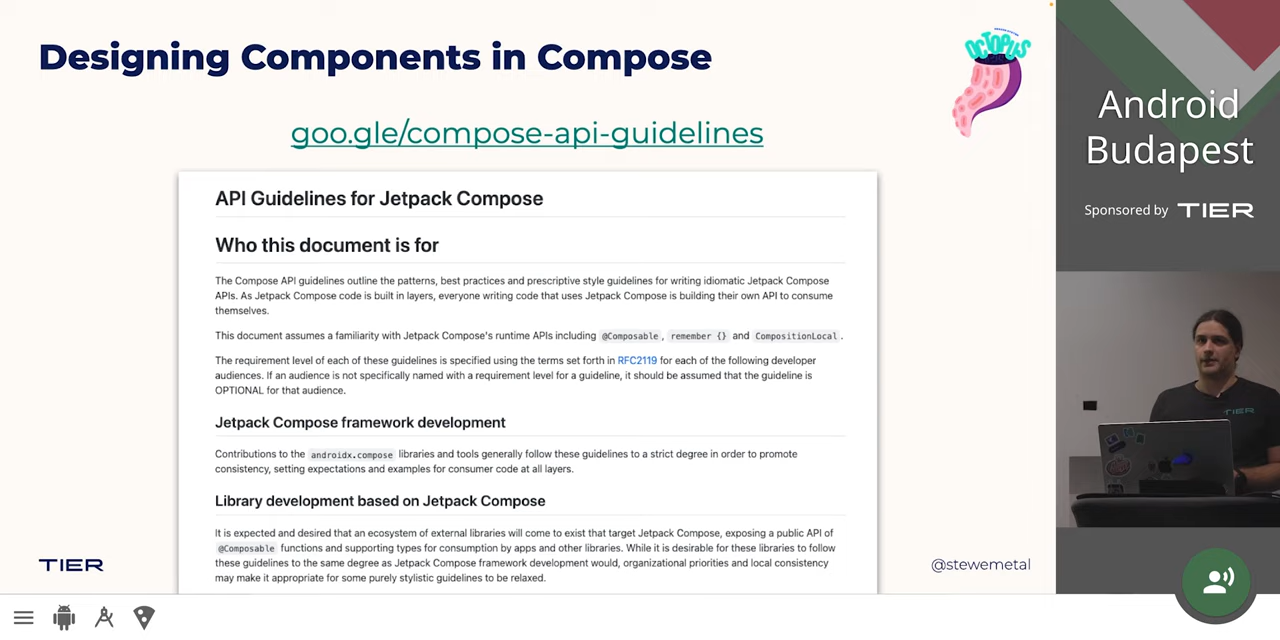 Designing Components in Compose
OCTOPUS
goo.gle/compose-api-guidelines
API Guidelines for Jetpack Compose
Who this document is for
The Compose API guidelines outline the patterns, best practices and prescriptive style guidelines for writing idiomatic Jetpack Compose
APIs. As Jetpack Compose code is built in layers, everyone writing code that uses Jetpack Compose is building their own API to consume
themselves.
This document assumes a familiarity with Jetpack Compose's runtime APIs including @Composable, remember {} and CompositionLocal.
The requirement level of each of these guidelines is specified using the terms set forth in RFC2119 for each of the following developer
audiences. If an audience is not specifically named with a requirement level for a guideline, it should be assumed that the guideline is
OPTIONAL for that audience.
Jetpack Compose framework development
Contributions to the androidx.compose libraries and tools generally follow these guidelines to a strict degree in order to promote
consistency, setting expectations and examples for consumer code at all layers.
Library development based on Jetpack Compose
It is expected and desired that an ecosystem of external libraries will come to exist that target Jetpack Compose, exposing a public API of
@Composable functions and supporting types for consumption by apps and other libraries. While it is desirable for these libraries to follow
these guidelines to the same degree as Jetpack Compose framework development would, organizational priorities and local consistency
may make it appropriate for some purely stylistic guidelines to be relaxed.
TIER
@stewemetal
Android
Budapest
Sponsored by TIER
TIER